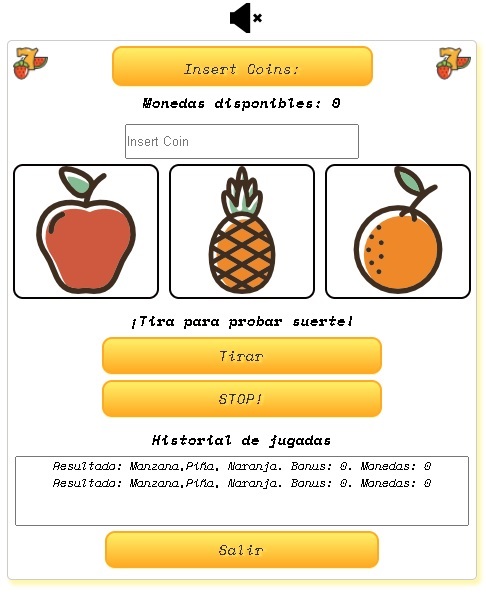 Insert Coins:
Monedas disponibles: 0
Insert Coin
¡Tira para probar suerte!
Tirar
STOP!
Historial de jugadas
Resultado: Manzana,Piña, Naranja. Bonus: 0. Monedas: 0
Resultado: Manzana,Piña, Naranja. Bonus: 0. Monedas: 0
Salir